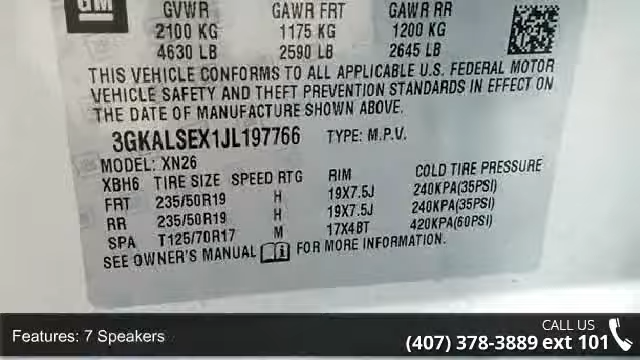 GM
GVWR GAWR FRT GAWR RR
2100 KG 1175 KG 1200 KG
4630 LB 2590 LB 2645 LB
THIS VEHICLE CONFORMS TO ALL APPLICABLE U.S. FEDERAL MOTOR
VEHICLE SAFETY AND THEFT PREVENTION STANDARDS IN EFFECT ON
THE DATE OF MANUFACTURE SHOWN ABOVE.
3GKALSEX1JL197766 TYPE: M.P.V.
MODEL: XN26
XBH6 TIRE SIZE SPEED RTG RIM COLD TIRE PRESSURE
FRT 235/50R19 H 19X7.5J 240KPA(35PSI)
RR 235/50R19 H 19X7.5J 240KPA(35PSI)
SPA T125/70R17 M 17X4BT 420KPA(60PSI)
SEE OWNER'S MANUAL FOR MORE INFORMATION.
Features: 7 Speakers
CALL US
(407) 378-3889 ext 101